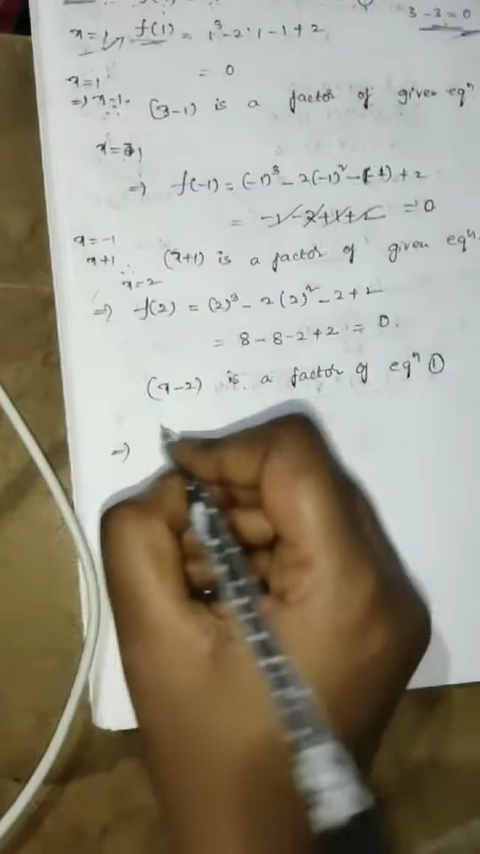 3 - 3 = 0
x = 1 f(1) = 1³ - 2·1 - 1 + 2
= 0
x = 1
⇒ x = 1. ∴ (x-1) is a factor of given eqⁿ
x = -1
⇒ f(-1) = (-1)³ - 2(-1)² - (-1) + 2
= -1 - 2 + 1 + 2 = 0
x = -1
x+1 ∴ (x+1) is a factor of given eqⁿ.
x = 2
⇒ f(2) = (2)³ - 2(2)² - 2 + 2
= 8 - 8 - 2 + 2 = 0.
(x-2) is a factor of eqⁿ ①
⇒